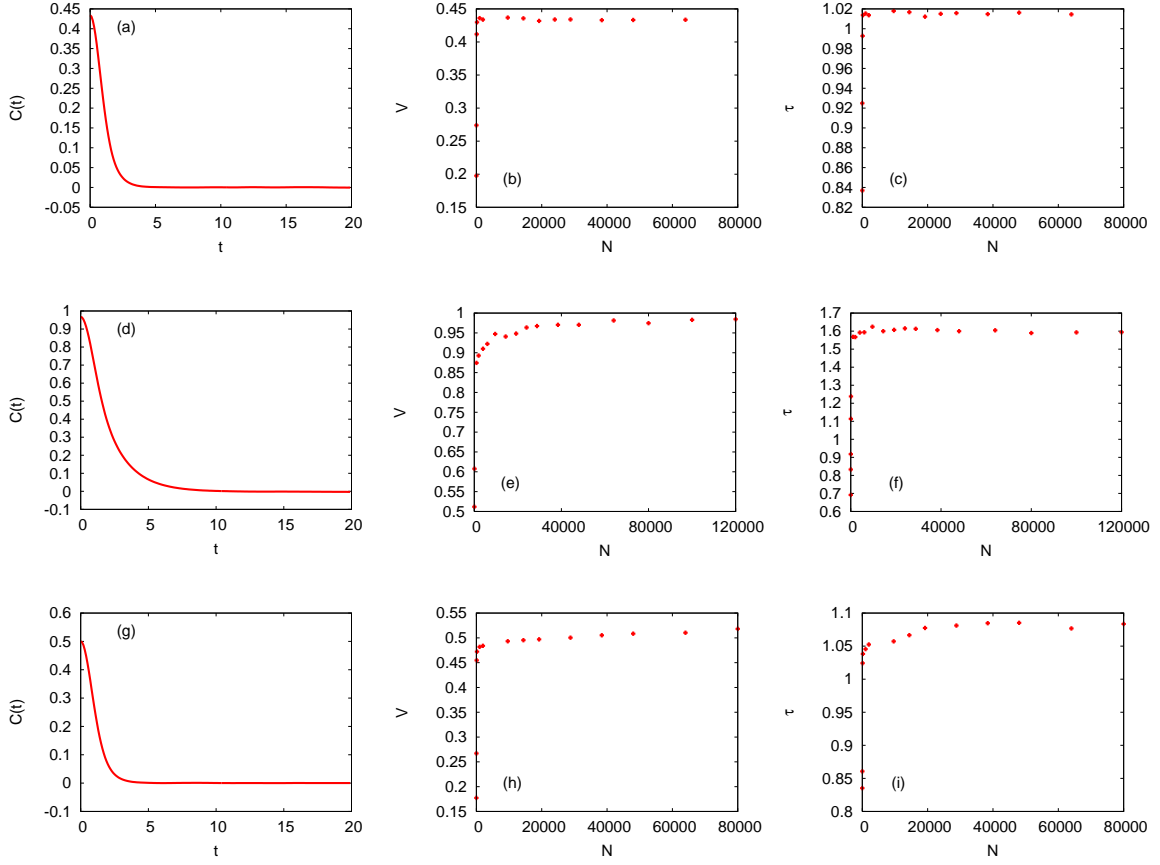 (a)
C(t)
0.45
0.4
0.35
0.3
0.25
0.2
0.15
0.1
0.05
0
-0.05
0 5 10 15 20
t
(b)
V
0.45
0.4
0.35
0.3
0.25
0.2
0.15
0 20000 40000 60000 80000
N
(c)
τ
1.02
1
0.98
0.96
0.94
0.92
0.9
0.88
0.86
0.84
0.82
0 20000 40000 60000 80000
N
(d)
C(t)
1
0.9
0.8
0.7
0.6
0.5
0.4
0.3
0.2
0.1
0
-0.1
0 5 10 15 20
t
(e)
V
1
0.95
0.9
0.85
0.8
0.75
0.7
0.65
0.6
0.55
0.5
0 40000 80000 120000
N
(f)
τ
1.7
1.6
1.5
1.4
1.3
1.2
1.1
1
0.9
0.8
0.7
0.6
0 40000 80000 120000
N
(g)
C(t)
0.6
0.5
0.4
0.3
0.2
0.1
0
-0.1
0 5 10 15 20
t
(h)
V
0.55
0.5
0.45
0.4
0.35
0.3
0.25
0.2
0.15
0 20000 40000 60000 80000
N
(i)
τ
1.1
1.05
1
0.95
0.9
0.85
0.8
0 20000 40000 60000 80000
N